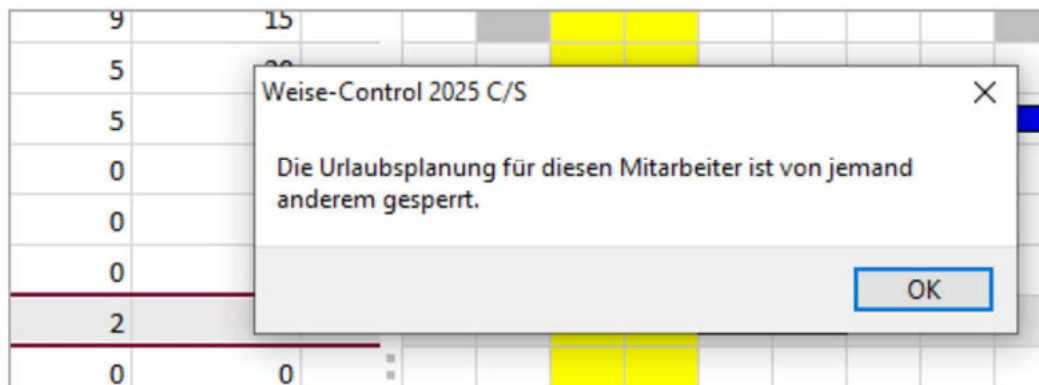 9 15
5
Weise-Control 2025 C/S
5
Die Urlaubsplanung für diesen Mitarbeiter ist von jemand
0
anderem gesperrt.
0
0
OK
2
0 0